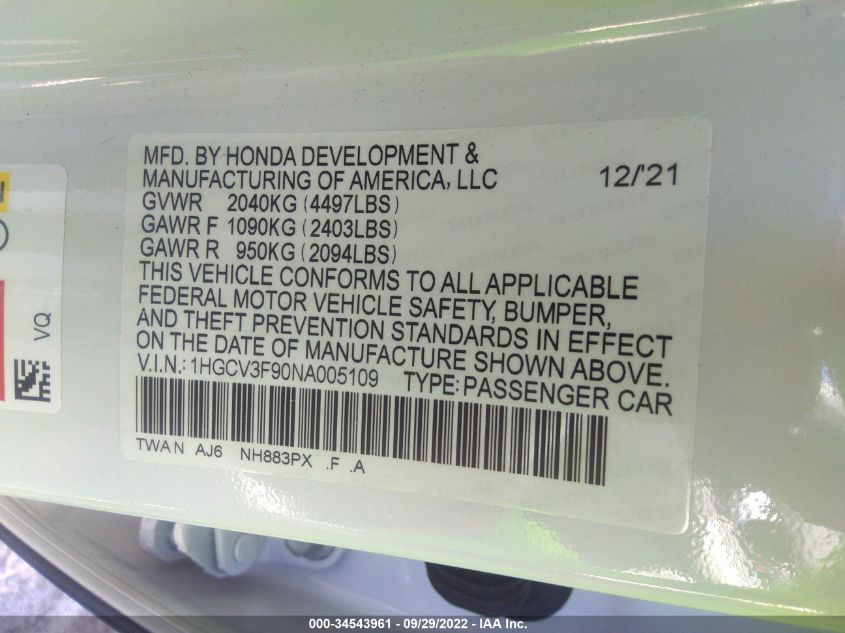 MFD. BY HONDA DEVELOPMENT &
MANUFACTURING OF AMERICA, LLC 12/'21
GVWR 2040KG (4497LBS)
GAWR F 1090KG (2403LBS)
GAWR R 950KG (2094LBS)
THIS VEHICLE CONFORMS TO ALL APPLICABLE
FEDERAL MOTOR VEHICLE SAFETY, BUMPER,
AND THEFT PREVENTION STANDARDS IN EFFECT
ON THE DATE OF MANUFACTURE SHOWN ABOVE.
V.I.N.: 1HGCV3F90NA005109 TYPE: PASSENGER CAR
TWA N AJ6 NH883PX .F .A
VQ
000-34543961 - 09/29/2022 - IAA Inc.